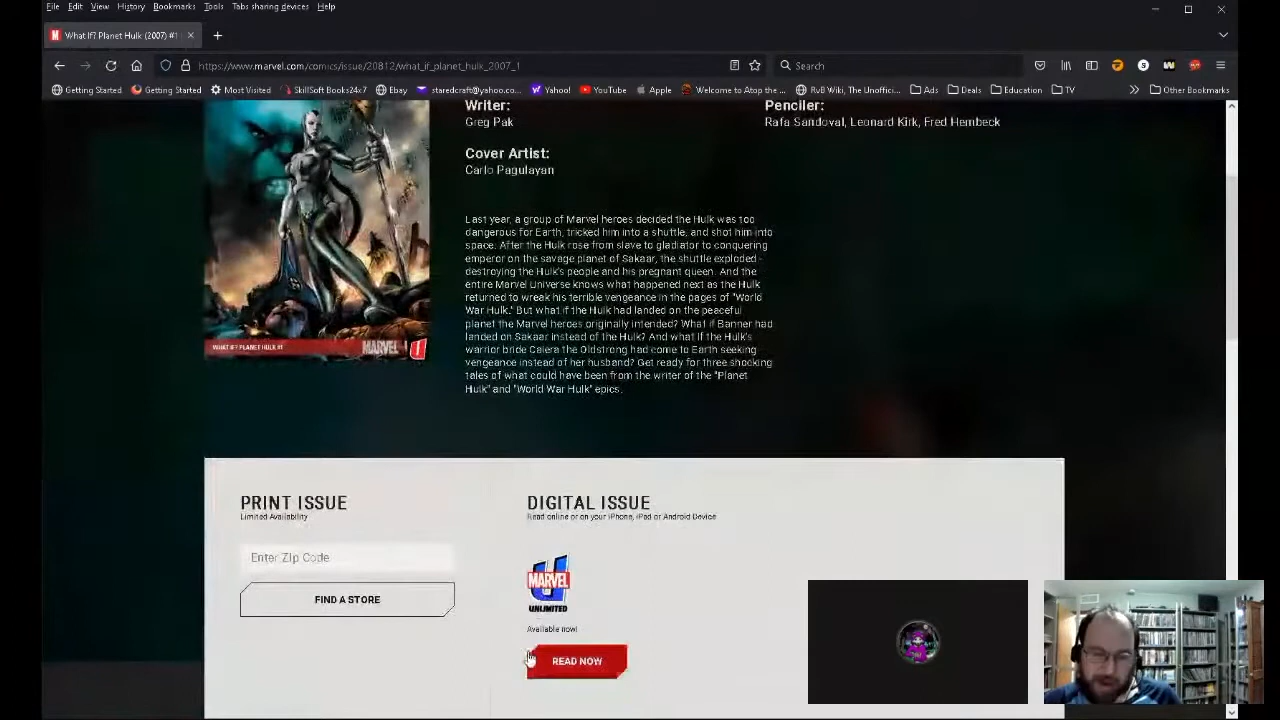 File Edit View History Bookmarks Tools Tabs sharing devices Help
What If? Planet Hulk (2007) #1
https://www.marvel.com/comics/issue/20812/what_if_planet_hulk_2007_1
Search
Getting Started Getting Started Most Visited SkillSoft Books24x7 Ebay staredcraft@yahoo.co... Yahoo! YouTube Apple Welcome to Atop the ... RvB Wiki, The Unoffici... Ads Deals Education TV Other Bookmarks
Writer:
Greg Pak
Penciler:
Rafa Sandoval, Leonard Kirk, Fred Hembeck
Cover Artist:
Carlo Pagulayan
Last year, a group of Marvel heroes decided the Hulk was too
dangerous for Earth, tricked him into a shuttle, and shot him into
space. After the Hulk rose from slave to gladiator to conquering
emperor on the savage planet of Sakaar, the shuttle exploded -
destroying the Hulk's people and his pregnant queen. And the
entire Marvel Universe knows what happened next as the Hulk
returned to wreak his terrible vengeance in the pages of "World
War Hulk." But what if the Hulk had landed on the peaceful
planet the Marvel heroes originally intended? What if Banner had
landed on Sakaar instead of the Hulk? And what if the Hulk's
warrior bride Caiera the Oldstrong had come to Earth seeking
vengeance instead of her husband? Get ready for three shocking
tales of what could have been from the writer of the "Planet
Hulk" and "World War Hulk" epics.
WHAT IF? PLANET HULK #1
MARVEL
PRINT ISSUE
Limited Availability
Enter Zip Code
FIND A STORE
DIGITAL ISSUE
Read online or on your iPhone, iPad or Android Device
MARVEL
UNLIMITED
Available now!
READ NOW